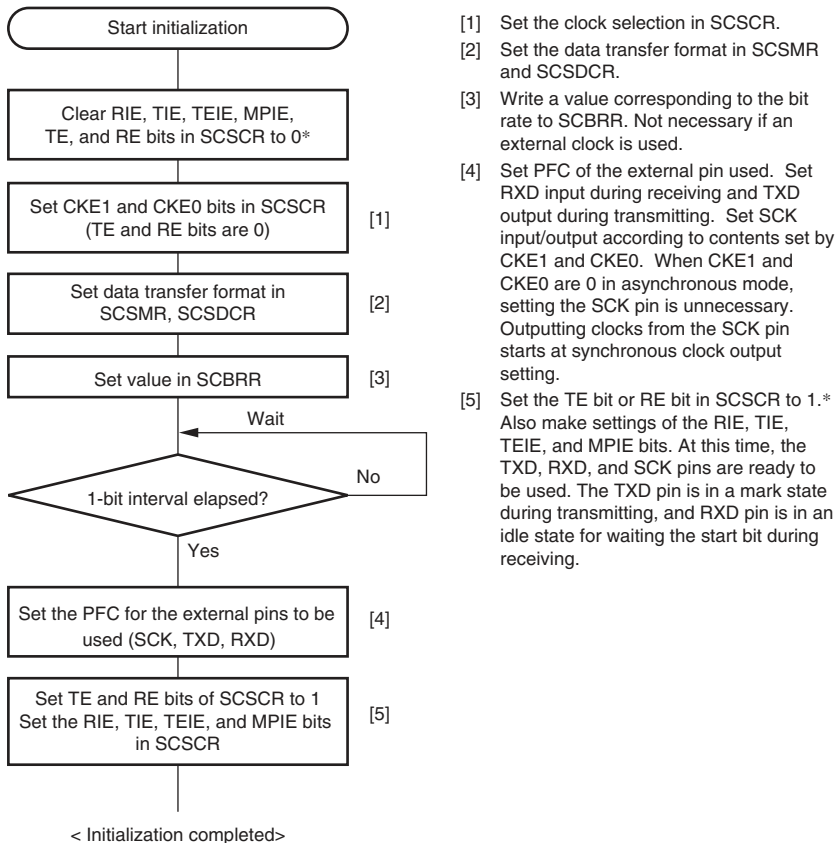 Start initialization
Clear RIE, TIE, TEIE, MPIE,
TE, and RE bits in SCSCR to 0*
Set CKE1 and CKE0 bits in SCSCR
(TE and RE bits are 0)
[1]
Set data transfer format in
SCSMR, SCSDCR
[2]
Set value in SCBRR
[3]
Wait
1-bit interval elapsed?
No
Yes
Set the PFC for the external pins to be
used (SCK, TXD, RXD)
[4]
Set TE and RE bits of SCSCR to 1
Set the RIE, TIE, TEIE, and MPIE bits
in SCSCR
[5]
< Initialization completed>
[1] Set the clock selection in SCSCR.
[2] Set the data transfer format in SCSMR
and SCSDCR.
[3] Write a value corresponding to the bit
rate to SCBRR. Not necessary if an
external clock is used.
[4] Set PFC of the external pin used. Set
RXD input during receiving and TXD
output during transmitting. Set SCK
input/output according to contents set by
CKE1 and CKE0. When CKE1 and
CKE0 are 0 in asynchronous mode,
setting the SCK pin is unnecessary.
Outputting clocks from the SCK pin
starts at synchronous clock output
setting.
[5] Set the TE bit or RE bit in SCSCR to 1.*
Also make settings of the RIE, TIE,
TEIE, and MPIE bits. At this time, the
TXD, RXD, and SCK pins are ready to
be used. The TXD pin is in a mark state
during transmitting, and RXD pin is in an
idle state for waiting the start bit during
receiving.